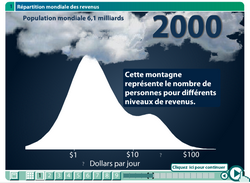 Répartition mondiale des revenus
Population mondiale 6,1 milliards
2000
Cette montagne
représente le nombre de
personnes pour différents
niveaux de revenus.
$1 $10 $100
Dollars par jour
Cliquez ici pour continuer